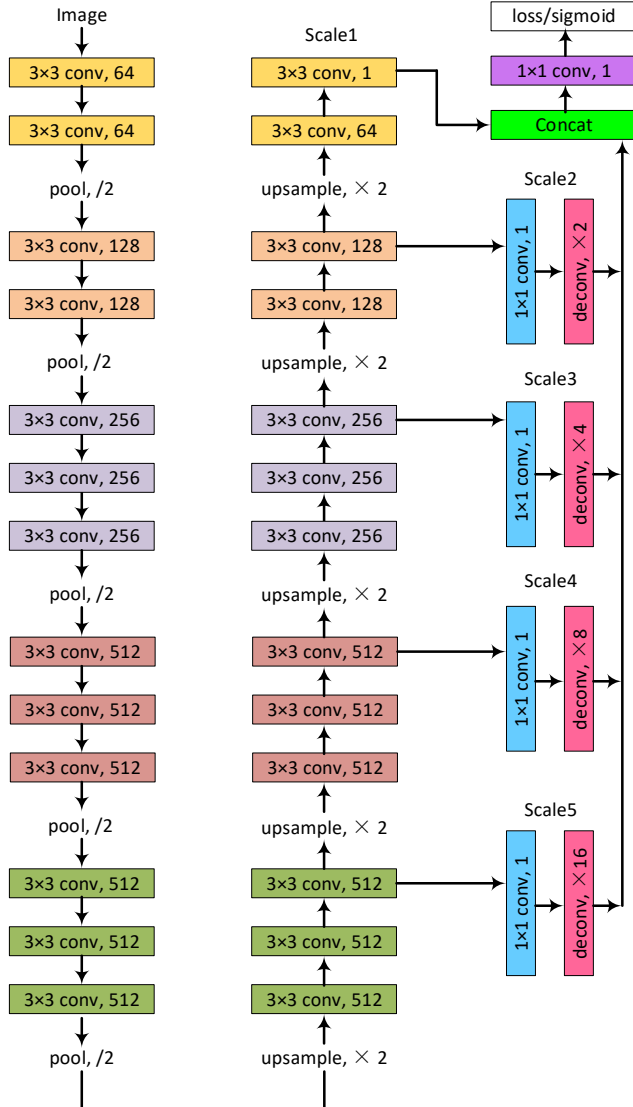 Image
3×3 conv, 64
3×3 conv, 64
pool, /2
3×3 conv, 128
3×3 conv, 128
pool, /2
3×3 conv, 256
3×3 conv, 256
3×3 conv, 256
pool, /2
3×3 conv, 512
3×3 conv, 512
3×3 conv, 512
pool, /2
3×3 conv, 512
3×3 conv, 512
3×3 conv, 512
pool, /2
Scale1
3×3 conv, 1
3×3 conv, 64
upsample, × 2
3×3 conv, 128
3×3 conv, 128
upsample, × 2
3×3 conv, 256
3×3 conv, 256
3×3 conv, 256
upsample, × 2
3×3 conv, 512
3×3 conv, 512
3×3 conv, 512
upsample, × 2
3×3 conv, 512
3×3 conv, 512
3×3 conv, 512
upsample, × 2
loss/sigmoid
1×1 conv, 1
Concat
Scale2
1×1 conv, 1
deconv, ×2
Scale3
1×1 conv, 1
deconv, ×4
Scale4
1×1 conv, 1
deconv, ×8
Scale5
1×1 conv, 1
deconv, ×16